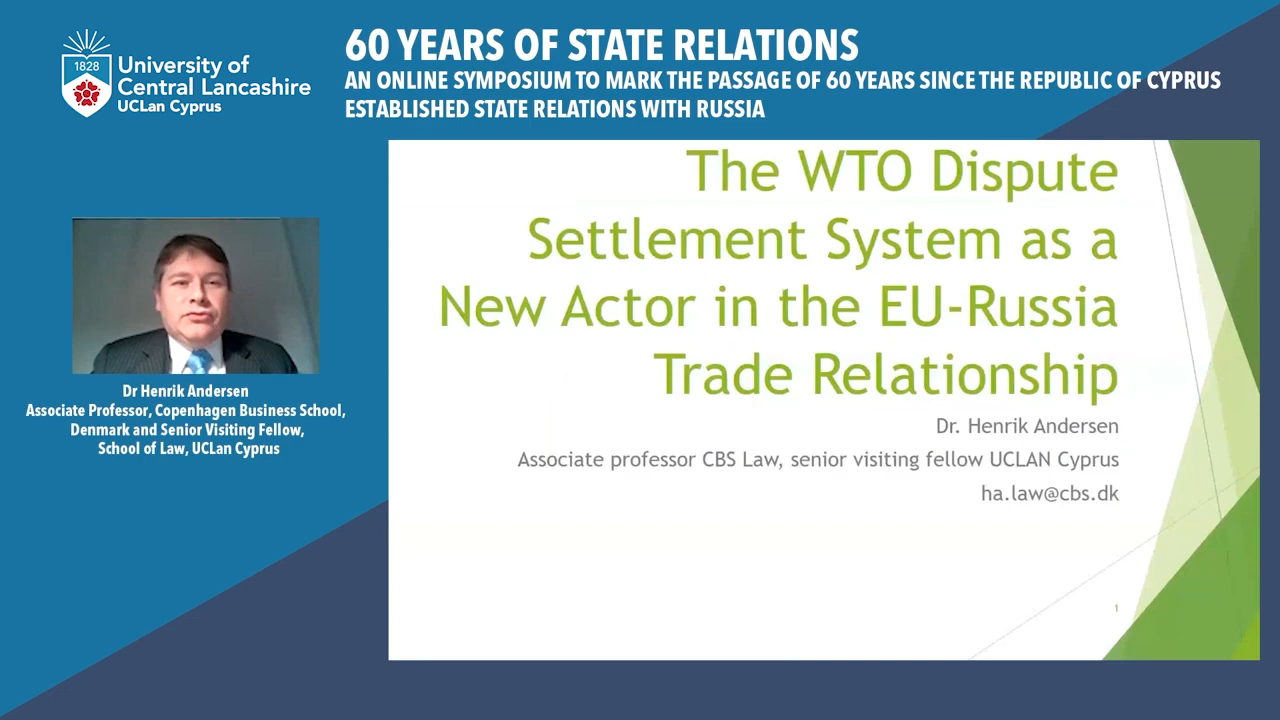 1828
University of
Central Lancashire
UCLan Cyprus
60 YEARS OF STATE RELATIONS
AN ONLINE SYMPOSIUM TO MARK THE PASSAGE OF 60 YEARS SINCE THE REPUBLIC OF CYPRUS
ESTABLISHED STATE RELATIONS WITH RUSSIA
Dr Henrik Andersen
Associate Professor, Copenhagen Business School,
Denmark and Senior Visiting Fellow,
School of Law, UCLan Cyprus
The WTO Dispute
Settlement System as a
New Actor in the EU-Russia
Trade Relationship
Dr. Henrik Andersen
Associate professor CBS Law, senior visiting fellow UCLAN Cyprus
ha.law@cbs.dk
1